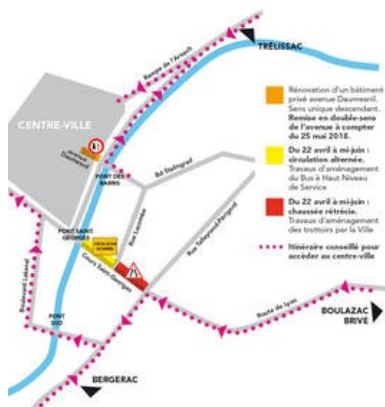 TRÉLISSAC
Rampe de l'Arsault
CENTRE-VILLE
avenue
Daumesnil
PONT DES
BARRIS
Bd Stalingrad
Rue Lacombe
Rue Talleyrand-Périgord
PONT SAINT
GEORGES
Cours Saint-Georges
Boulevard Lakanal
PONT
SUD
Route de Lyon
BOULAZAC
BRIVE
BERGERAC
Rénovation d'un bâtiment
privé avenue Daumesnil.
Sens unique descendant.
Remise en double-sens
de l'avenue à compter
du 25 mai 2018.
Du 22 avril à mi-juin :
circulation alternée.
Travaux d'aménagement
du Bus à Haut Niveau
de Service
Du 22 avril à mi-juin :
chaussée rétrécie.
Travaux d'aménagement
des trottoirs par la Ville
Itinéraire conseillé pour
accéder au centre-ville